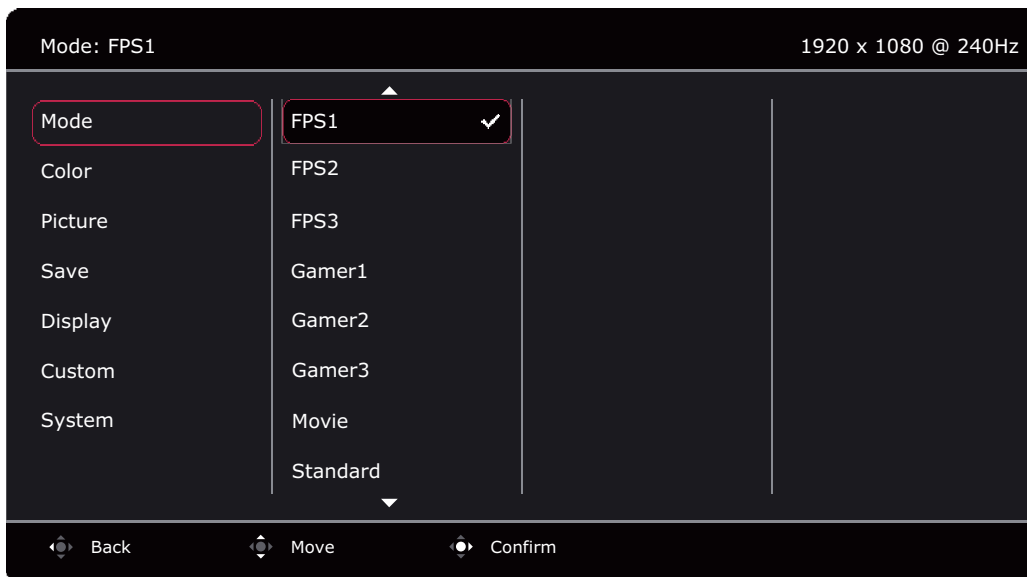 Mode: FPS1
1920 x 1080 @ 240Hz
Mode
Color
Picture
Save
Display
Custom
System
FPS1
FPS2
FPS3
Gamer1
Gamer2
Gamer3
Movie
Standard
Back
Move
Confirm